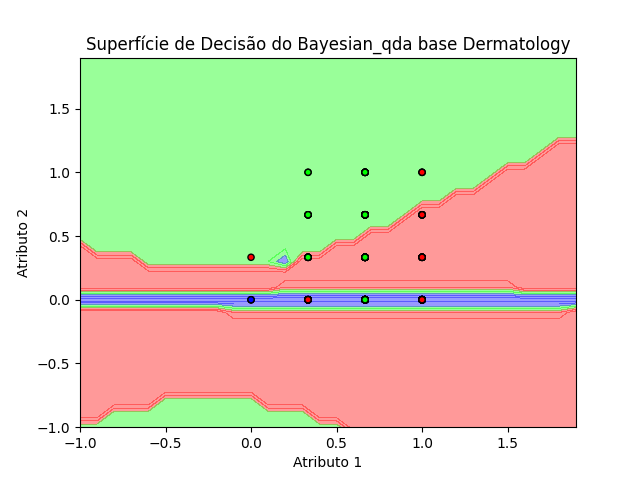 Superfície de Decisão do Bayesian_qda base Dermatology
Atributo 2
1.5
1.0
0.5
0.0
−0.5
−1.0
−1.0 −0.5 0.0 0.5 1.0 1.5
Atributo 1